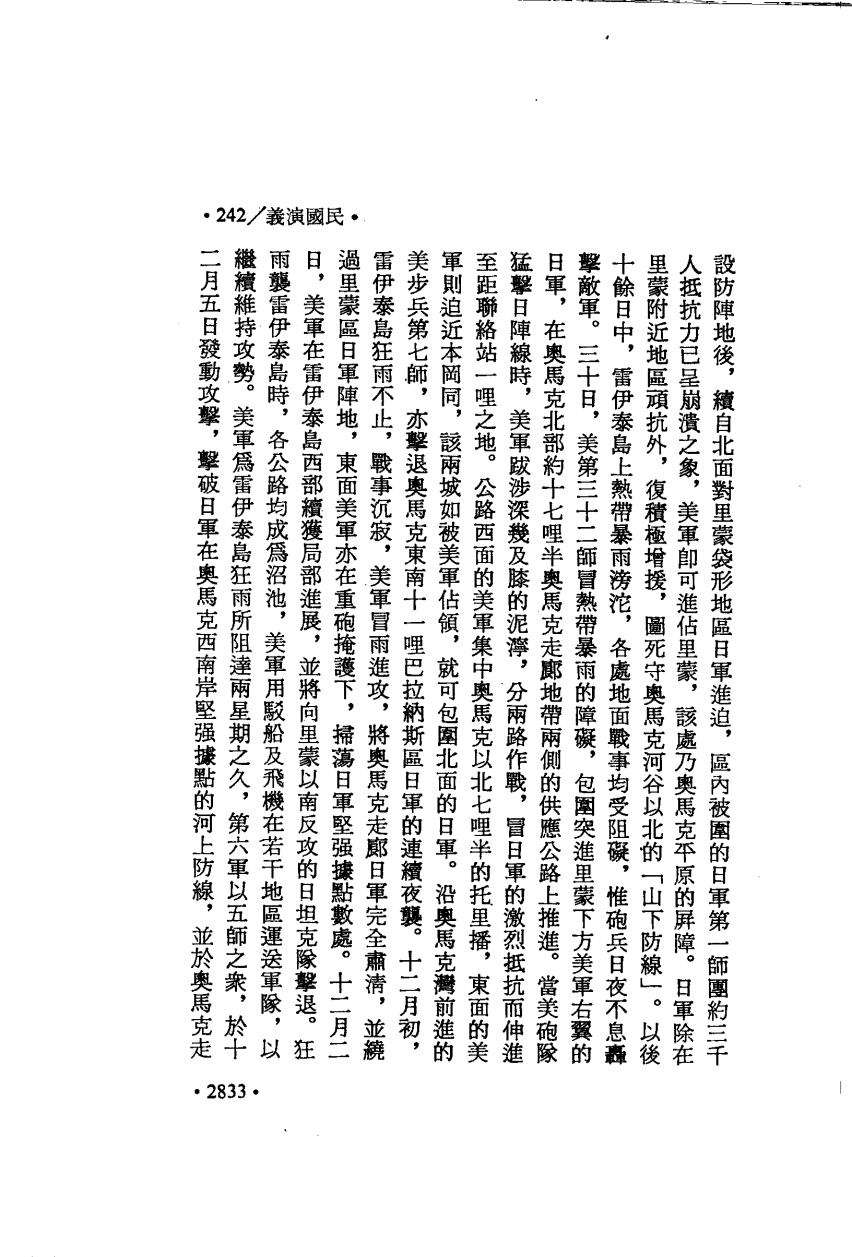 •242/義演國民•
設防陣地後，續自北面對里蒙袋形地區日軍進迫，區內被圍的日軍第一師團約三千
人抵抗力已呈崩潰之象，美軍卽可進佔里蒙，該處乃奧馬克平原的屏障。日軍除在
里蒙附近地區頑抗外，復積極增援，圖死守奧馬克河谷以北的「山下防線」。以後
十餘日中，雷伊泰島上熱帶暴雨滂沱，各處地面戰事均受阻礙，惟砲兵日夜不息轟
擊敵軍。三十日，美第三十二師冒熱帶暴雨的障礙，包圍突進里蒙下方美軍右翼的
日軍，在奧馬克北部約十七哩半奧馬克走廊地帶兩側的供應公路上推進。當美砲隊
猛擊日陣線時，美軍跋涉深幾及膝的泥濘，分兩路作戰，冒日軍的激烈抵抗而伸進
至距聯絡站一哩之地。公路西面的美軍集中奧馬克以北七哩半的托里播，東面的美
軍則迫近本岡同，該兩城如被美軍佔領，就可包圍北面的日軍。沿奧馬克灣前進的
美步兵第七師，亦擊退奧馬克東南十一哩巴拉納斯區日軍的連續夜襲。十二月初，
雷伊泰島狂雨不止，戰事沉寂，美軍冒雨進攻，將奧馬克走廊日軍完全肅清，並繞
過里蒙區日軍陣地，東面美軍亦在重砲掩護下，掃蕩日軍堅强據點數處。十二月二
日，美軍在雷伊泰島西部續獲局部進展，並將向里蒙以南反攻的日坦克隊擊退。狂
雨襲雷伊泰島時，各公路均成爲沼池，美軍用駁船及飛機在若干地區運送軍隊，以
繼續維持攻勢。美軍爲雷伊泰島狂雨所阻達兩星期之久，第六軍以五師之衆，於十
二月五日發動攻擊，擊破日軍在奧馬克西南岸堅强據點的河上防線，並於奧馬克走
•2833•